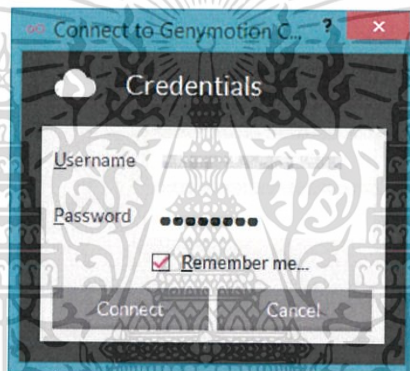 Connect to Genymotion C... ?
Credentials
Username
Password ●●●●●●●●
Remember me...
Connect Cancel